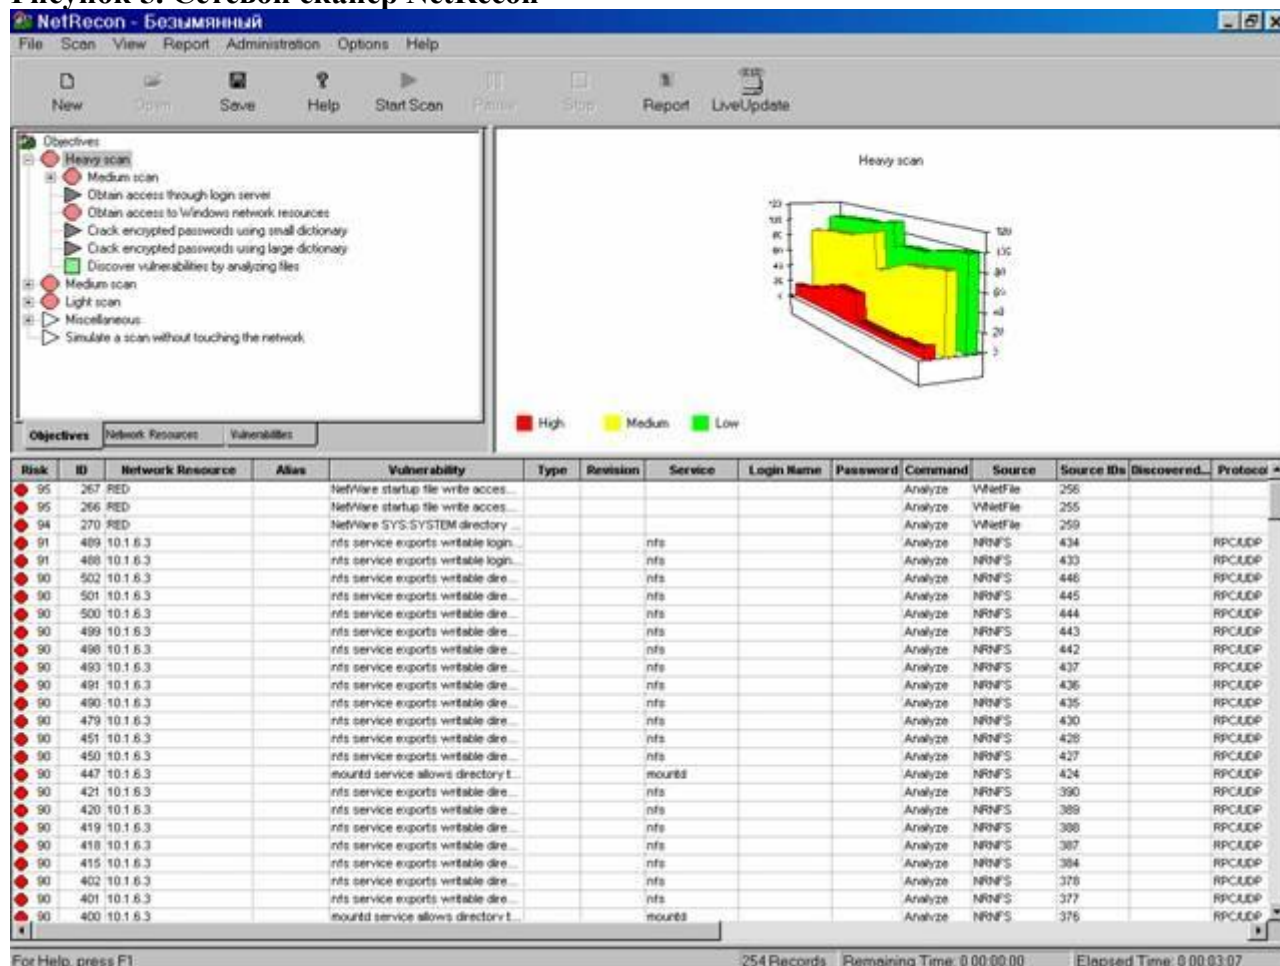 Рисунок 3. Сетевой сканер NetRecon
NetRecon - Безымянный
File Scan View Report Administration Options Help
New Open Save Help Start Scan Pause Stop Report LiveUpdate
Objectives
Heavy scan
Medium scan
Obtain access through login server
Obtain access to Windows network resources
Crack encrypted passwords using small dictionary
Crack encrypted passwords using large dictionary
Discover vulnerabilities by analyzing files
Medium scan
Light scan
Miscellaneous
Simulate a scan without touching the network
Objectives Network Resources Vulnerabilities
Heavy scan
High Medium Low
Risk ID Network Resource Alias Vulnerability Type Revision Service Login Name Password Command Source Source IDs Discovered... Protocol
95 267 RED NetWare startup file write acces... Analyze WNetFile 256
95 266 RED NetWare startup file write acces... Analyze WNetFile 255
94 270 RED NetWare SYS:SYSTEM directory ... Analyze WNetFile 259
91 489 10.1.6.3 nfs service exports writable login... nfs Analyze NRNFS 434 RPC/UDP
91 488 10.1.6.3 nfs service exports writable login... nfs Analyze NRNFS 433 RPC/UDP
90 502 10.1.6.3 nfs service exports writable dire... nfs Analyze NRNFS 446 RPC/UDP
90 501 10.1.6.3 nfs service exports writable dire... nfs Analyze NRNFS 445 RPC/UDP
90 500 10.1.6.3 nfs service exports writable dire... nfs Analyze NRNFS 444 RPC/UDP
90 499 10.1.6.3 nfs service exports writable dire... nfs Analyze NRNFS 443 RPC/UDP
90 498 10.1.6.3 nfs service exports writable dire... nfs Analyze NRNFS 442 RPC/UDP
90 493 10.1.6.3 nfs service exports writable dire... nfs Analyze NRNFS 437 RPC/UDP
90 491 10.1.6.3 nfs service exports writable dire... nfs Analyze NRNFS 436 RPC/UDP
90 490 10.1.6.3 nfs service exports writable dire... nfs Analyze NRNFS 435 RPC/UDP
90 479 10.1.6.3 nfs service exports writable dire... nfs Analyze NRNFS 430 RPC/UDP
90 451 10.1.6.3 nfs service exports writable dire... nfs Analyze NRNFS 428 RPC/UDP
90 450 10.1.6.3 nfs service exports writable dire... nfs Analyze NRNFS 427 RPC/UDP
90 447 10.1.6.3 mountd service allows directory t... mountd Analyze NRNFS 424 RPC/UDP
90 421 10.1.6.3 nfs service exports writable dire... nfs Analyze NRNFS 390 RPC/UDP
90 420 10.1.6.3 nfs service exports writable dire... nfs Analyze NRNFS 389 RPC/UDP
90 419 10.1.6.3 nfs service exports writable dire... nfs Analyze NRNFS 388 RPC/UDP
90 418 10.1.6.3 nfs service exports writable dire... nfs Analyze NRNFS 387 RPC/UDP
90 415 10.1.6.3 nfs service exports writable dire... nfs Analyze NRNFS 384 RPC/UDP
90 402 10.1.6.3 nfs service exports writable dire... nfs Analyze NRNFS 378 RPC/UDP
90 401 10.1.6.3 nfs service exports writable dire... nfs Analyze NRNFS 377 RPC/UDP
90 400 10.1.6.3 mountd service allows directory t... mountd Analyze NRNFS 376 RPC/UDP
For Help, press F1 254 Records Remaining Time: 0 00:00:00 Elapsed Time: 0 00:03:07